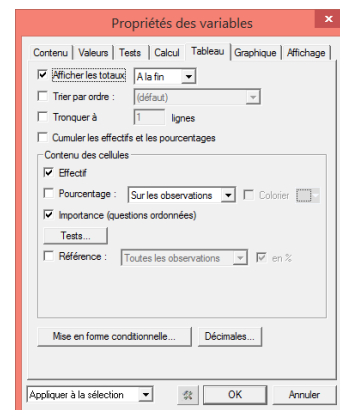 Propriétés des variables
Contenu Valeurs Tests Calcul Tableau Graphique Affichage
Afficher les totaux A la fin
Trier par ordre : (défaut)
Tronquer à 1 lignes
Cumuler les effectifs et les pourcentages
Contenu des cellules
Effectif
Pourcentage : Sur les observations Colorier
Importance (questions ordonnées)
Tests...
Référence : Toutes les observations en %
Mise en forme conditionnelle... Décimales...
Appliquer à la sélection OK Annuler